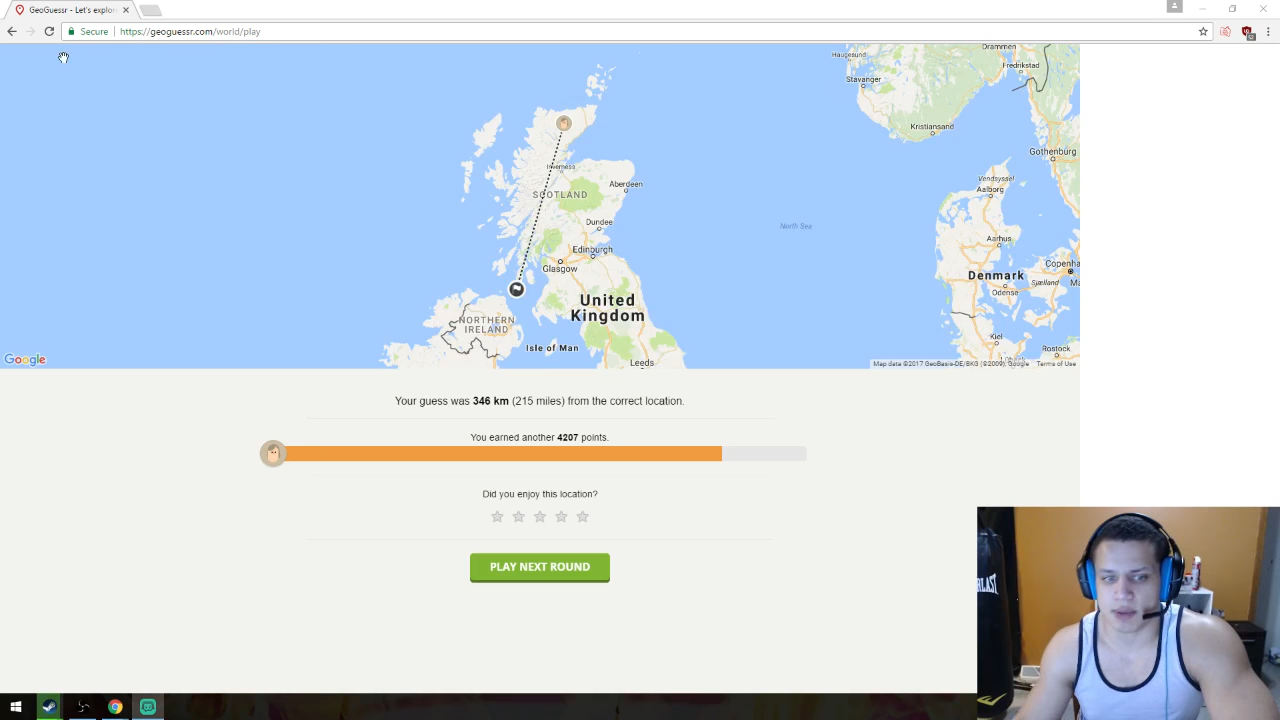 GeoGuessr - Let's explor
Secure
https://geoguessr.com/world/play
Drammen
Haugesund
Fredrikstad
Stavanger
Kristiansand
Gothenburg
Vendsyssel
Inverness
Aalborg
Aberdeen
SCOTLAND
Dundee
North Sea
Aarhus
Edinburgh
Glasgow
Copenha
Denmark
Sjælland
Odense
United
Kingdom
NORTHERN
IRELAND
Kiel
Isle of Man
Rostock
Google
Leeds
Map data ©2017 GeoBasis-DE/BKG (©2009), Google
Terms of Use
Your guess was 346 km (215 miles) from the correct location.
You earned another 4207 points.
Did you enjoy this location?
PLAY NEXT ROUND
RLAST